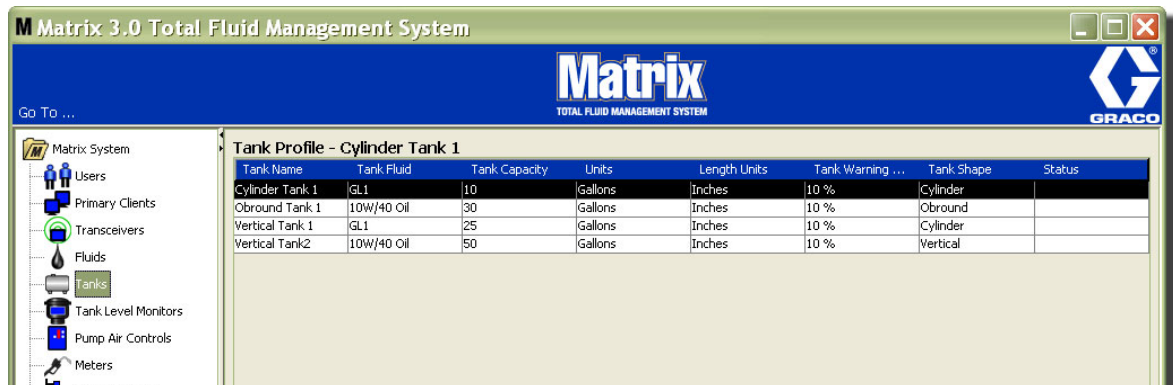 M Matrix 3.0 Total Fluid Management System
Matrix
TOTAL FLUID MANAGEMENT SYSTEM
®
GRACO
Go To ...
Matrix System
Users
Primary Clients
Transceivers
Fluids
Tanks
Tank Level Monitors
Pump Air Controls
Meters
Tank Profile - Cylinder Tank 1
Tank Name Tank Fluid Tank Capacity Units Length Units Tank Warning ... Tank Shape Status
Cylinder Tank 1 GL1 10 Gallons Inches 10 % Cylinder
Obround Tank 1 10W/40 Oil 30 Gallons Inches 10 % Obround
Vertical Tank 1 GL1 25 Gallons Inches 10 % Cylinder
Vertical Tank2 10W/40 Oil 50 Gallons Inches 10 % Vertical